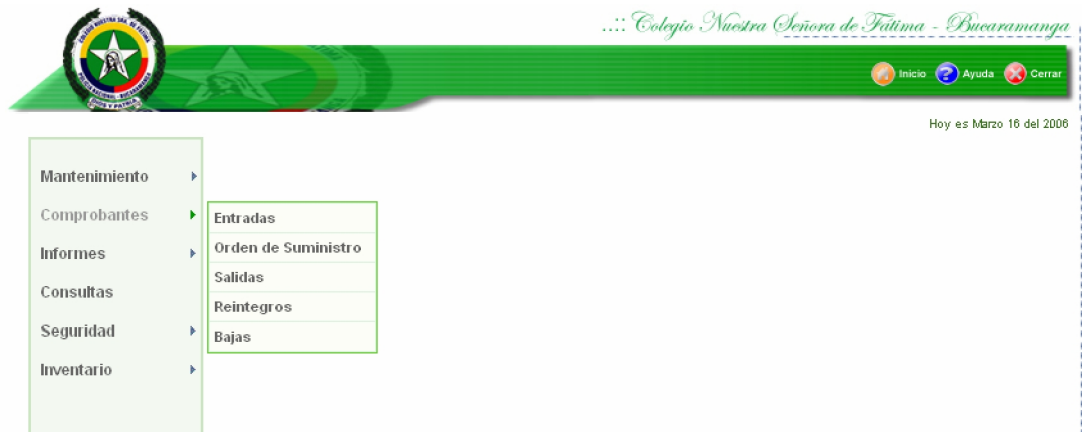 ..:: Colegio Nuestra Señora de Fátima - Bucaramanga
Inicio Ayuda Cerrar
Hoy es Marzo 16 del 2006
Mantenimiento
Comprobantes
Informes
Consultas
Seguridad
Inventario
Entradas
Orden de Suministro
Salidas
Reintegros
Bajas